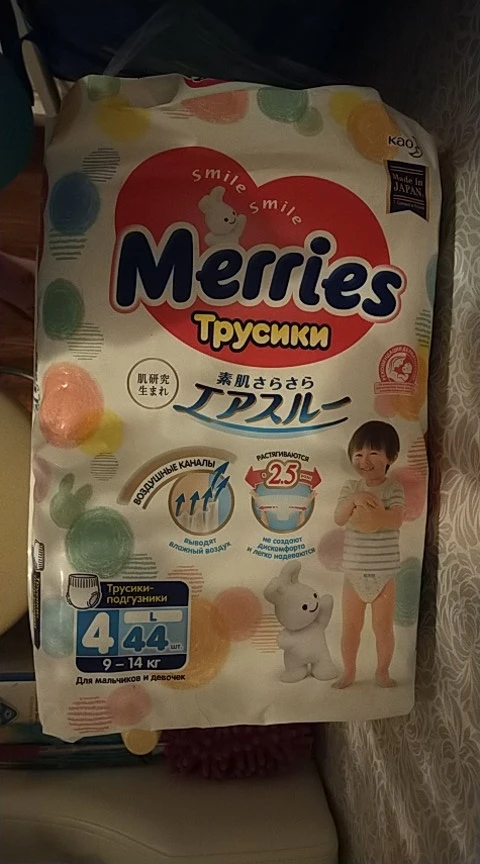 Kao
Made in
JAPAN
smile smile
Merries
Трусики
肌研究
生まれ
素肌さらさら
エアスルー
ВОЗДУШНЫЕ КАНАЛЫ
выводят
влажный воздух
РАСТЯГИВАЮТСЯ
2.5
не создают
дискомфорта
и легко надеваются
Трусики-
подгузники
4
L
44 шт.
9 – 14 кг
Для мальчиков и девочек